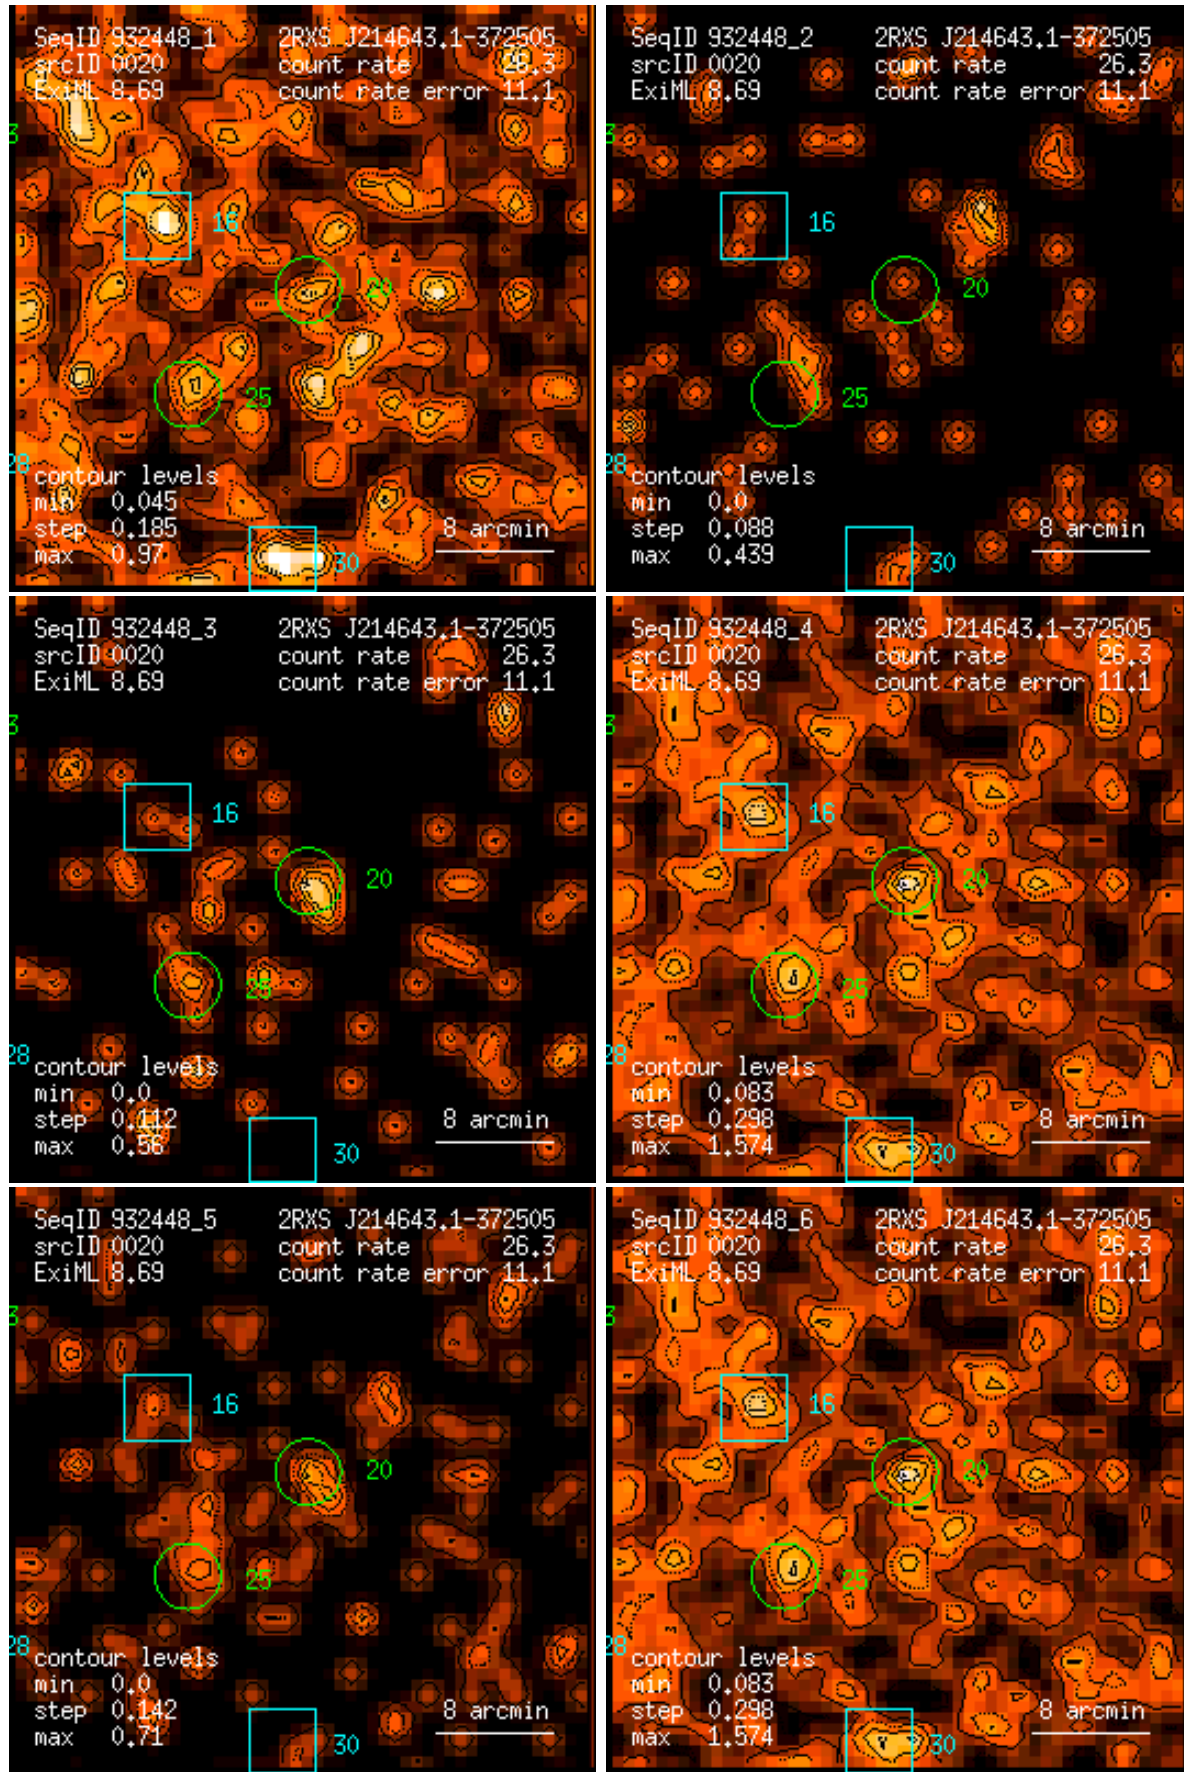 SeqID 932448_1 2RXS J214643.1-372505
srcID 0020 count rate 26.3
ExiML 8.69 count rate error 11.1
3
16
20
25
28
contour levels
min 0.045
step 0.185
max 0.97
8 arcmin
30
SeqID 932448_2 2RXS J214643.1-372505
srcID 0020 count rate 26.3
ExiML 8.69 count rate error 11.1
3
16
20
25
28
contour levels
min 0.0
step 0.088
max 0.439
8 arcmin
30
SeqID 932448_3 2RXS J214643.1-372505
srcID 0020 count rate 26.3
ExiML 8.69 count rate error 11.1
3
16
20
25
28
contour levels
min 0.0
step 0.112
max 0.56
8 arcmin
30
SeqID 932448_4 2RXS J214643.1-372505
srcID 0020 count rate 26.3
ExiML 8.69 count rate error 11.1
3
16
20
25
28
contour levels
min 0.083
step 0.298
max 1.574
8 arcmin
30
SeqID 932448_5 2RXS J214643.1-372505
srcID 0020 count rate 26.3
ExiML 8.69 count rate error 11.1
3
16
20
25
28
contour levels
min 0.0
step 0.142
max 0.71
8 arcmin
30
SeqID 932448_6 2RXS J214643.1-372505
srcID 0020 count rate 26.3
ExiML 8.69 count rate error 11.1
3
16
20
25
28
contour levels
min 0.083
step 0.298
max 1.574
8 arcmin
30